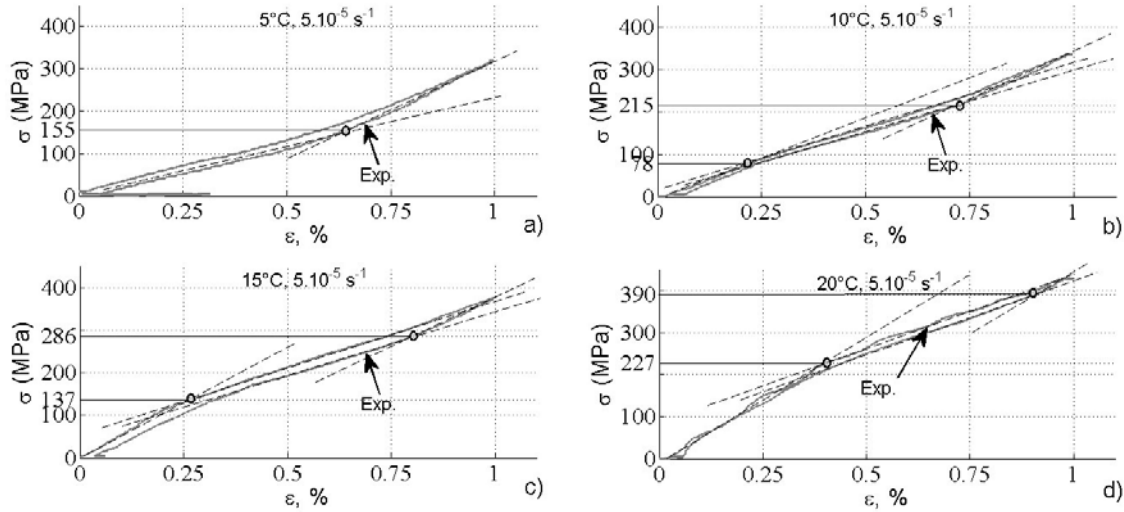 5°C, 5.10⁻⁵ s⁻¹
σ (MPa)
400
300
200
155
100
0
Exp.
0 0.25 0.5 0.75 1
ε, %
a)
10°C, 5.10⁻⁵ s⁻¹
σ (MPa)
400
300
215
100
78
0
Exp.
0 0.25 0.5 0.75 1
ε, %
b)
15°C, 5.10⁻⁵ s⁻¹
σ (MPa)
400
286
200
137
100
0
Exp.
0 0.25 0.5 0.75 1
ε, %
c)
20°C, 5.10⁻⁵ s⁻¹
σ (MPa)
390
300
227
100
0
Exp.
0 0.25 0.5 0.75 1
ε, %
d)